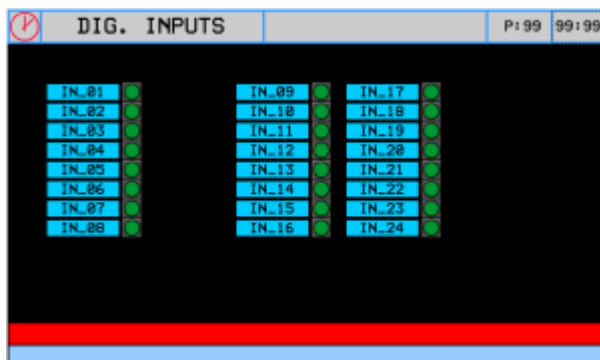 DIG. INPUTS P:99 99:99
IN_01 IN_09 IN_17
IN_02 IN_10 IN_18
IN_03 IN_11 IN_19
IN_04 IN_12 IN_20
IN_05 IN_13 IN_21
IN_06 IN_14 IN_22
IN_07 IN_15 IN_23
IN_08 IN_16 IN_24